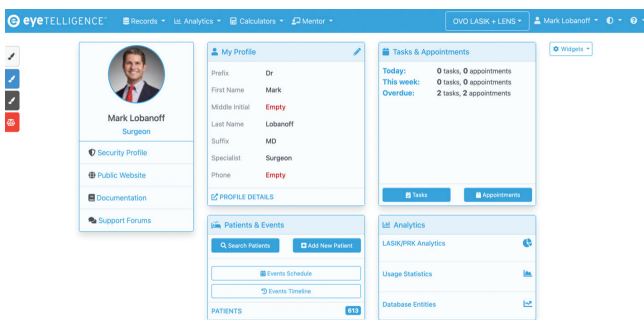 eyeTELLIGENCE Records Analytics Calculators Mentor OVO LASIK + LENS Mark Lobanoff
Widgets
Mark Lobanoff
Surgeon
Security Profile
Public Website
Documentation
Support Forums
My Profile
Prefix Dr
First Name Mark
Middle Initial Empty
Last Name Lobanoff
Suffix MD
Specialist Surgeon
Phone Empty
PROFILE DETAILS
Tasks & Appointments
Today: 0 tasks, 0 appointments
This week: 0 tasks, 0 appointments
Overdue: 2 tasks, 2 appointments
Tasks Appointments
Patients & Events
Search Patients Add New Patient
Events Schedule
Events Timeline
PATIENTS 613
Analytics
LASIK/PRK Analytics
Usage Statistics
Database Entities